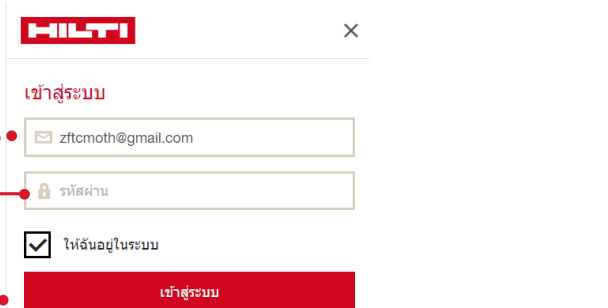 HILTI
เข้าสู่ระบบ
zftcmoth@gmail.com
รหัสผ่าน
ให้ฉันอยู่ในระบบ
เข้าสู่ระบบ